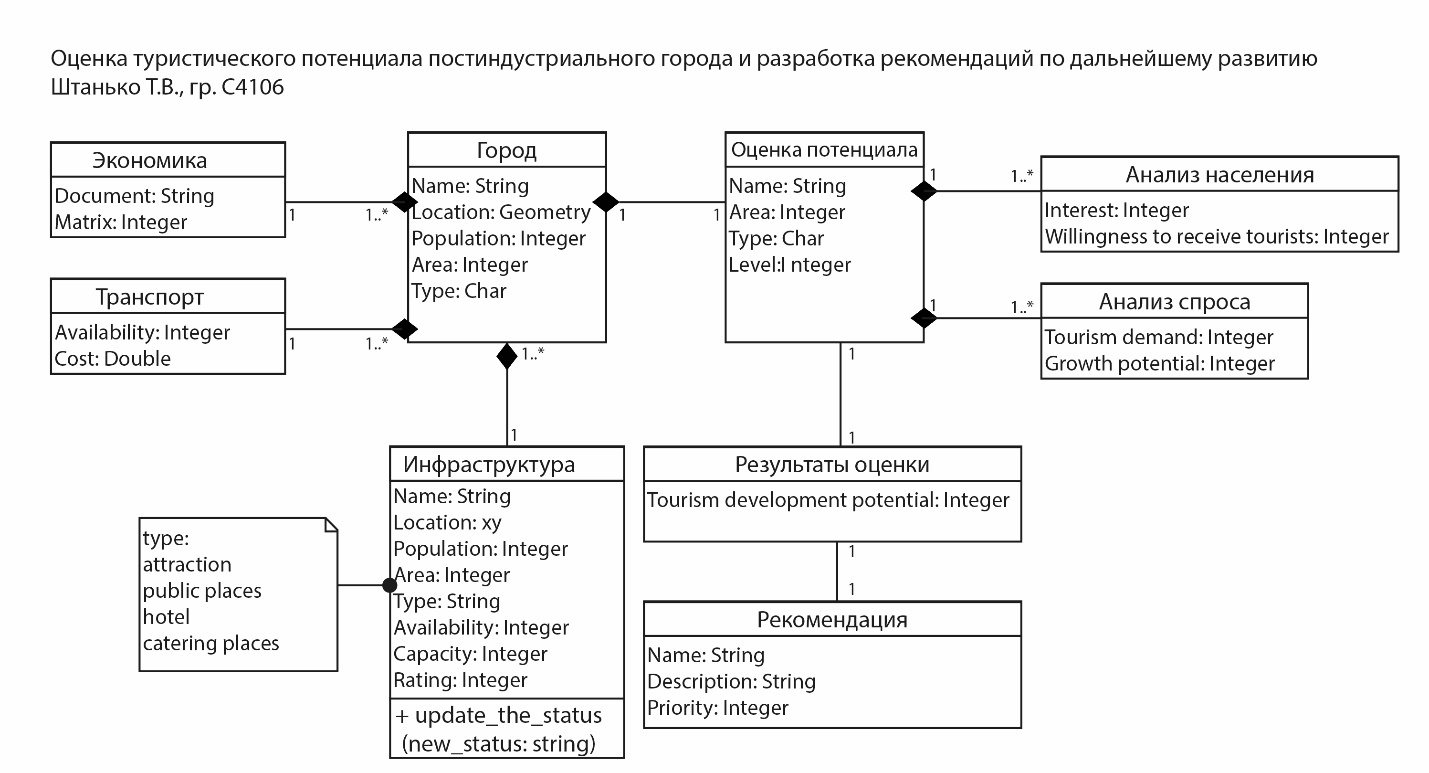 Оценка туристического потенциала постиндустриального города и разработка рекомендаций по дальнейшему развитию
Штанько Т.В., гр. С4106
Экономика
Document: String
Matrix: Integer
1
1..*
Транспорт
Availability: Integer
Cost: Double
1
1..*
Город
Name: String
Location: Geometry
Population: Integer
Area: Integer
Type: Char
1
1
1..*
1
Оценка потенциала
Name: String
Area: Integer
Type: Char
Level:I nteger
1
1..*
1
1..*
1
1
Анализ населения
Interest: Integer
Willingness to receive tourists: Integer
Анализ спроса
Tourism demand: Integer
Growth potential: Integer
Инфраструктура
Name: String
Location: xy
Population: Integer
Area: Integer
Type: String
Availability: Integer
Capacity: Integer
Rating: Integer
+ update_the_status
(new_status: string)
type:
attraction
public places
hotel
catering places
Результаты оценки
Tourism development potential: Integer
1
1
Рекомендация
Name: String
Description: String
Priority: Integer